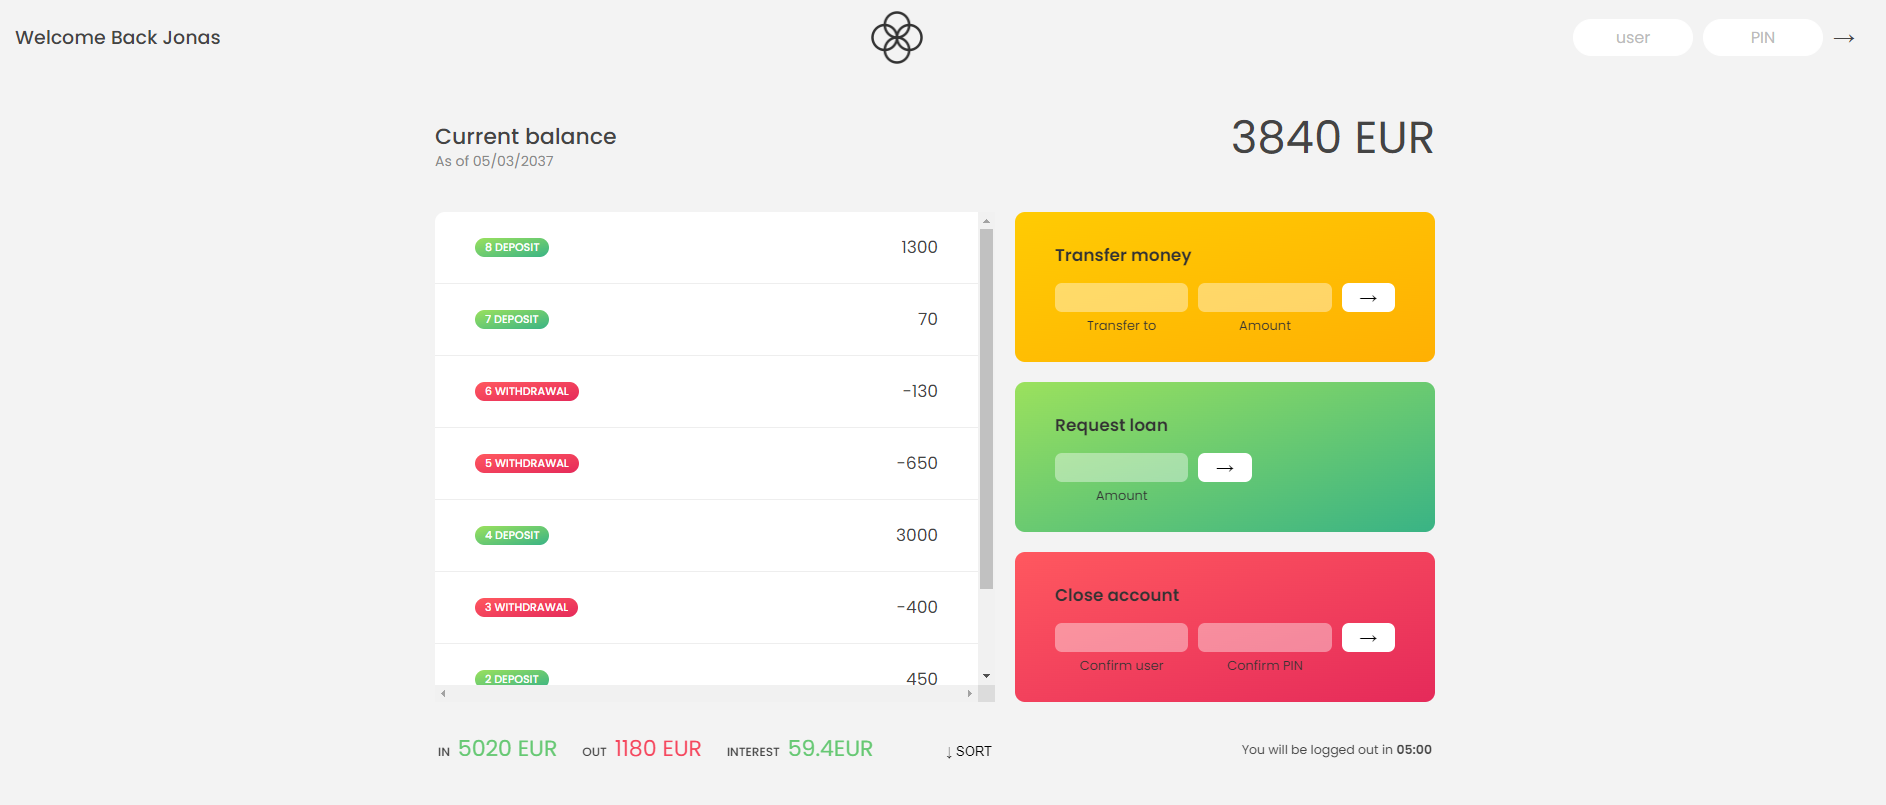 Welcome Back Jonas
user PIN →
Current balance
As of 05/03/2037
3840 EUR
8 DEPOSIT 1300
7 DEPOSIT 70
6 WITHDRAWAL -130
5 WITHDRAWAL -650
4 DEPOSIT 3000
3 WITHDRAWAL -400
2 DEPOSIT 450
Transfer money
→
Transfer to Amount
Request loan
→
Amount
Close account
→
Confirm user Confirm PIN
IN 5020 EUR OUT 1180 EUR INTEREST 59.4EUR ↓ SORT
You will be logged out in 05:00